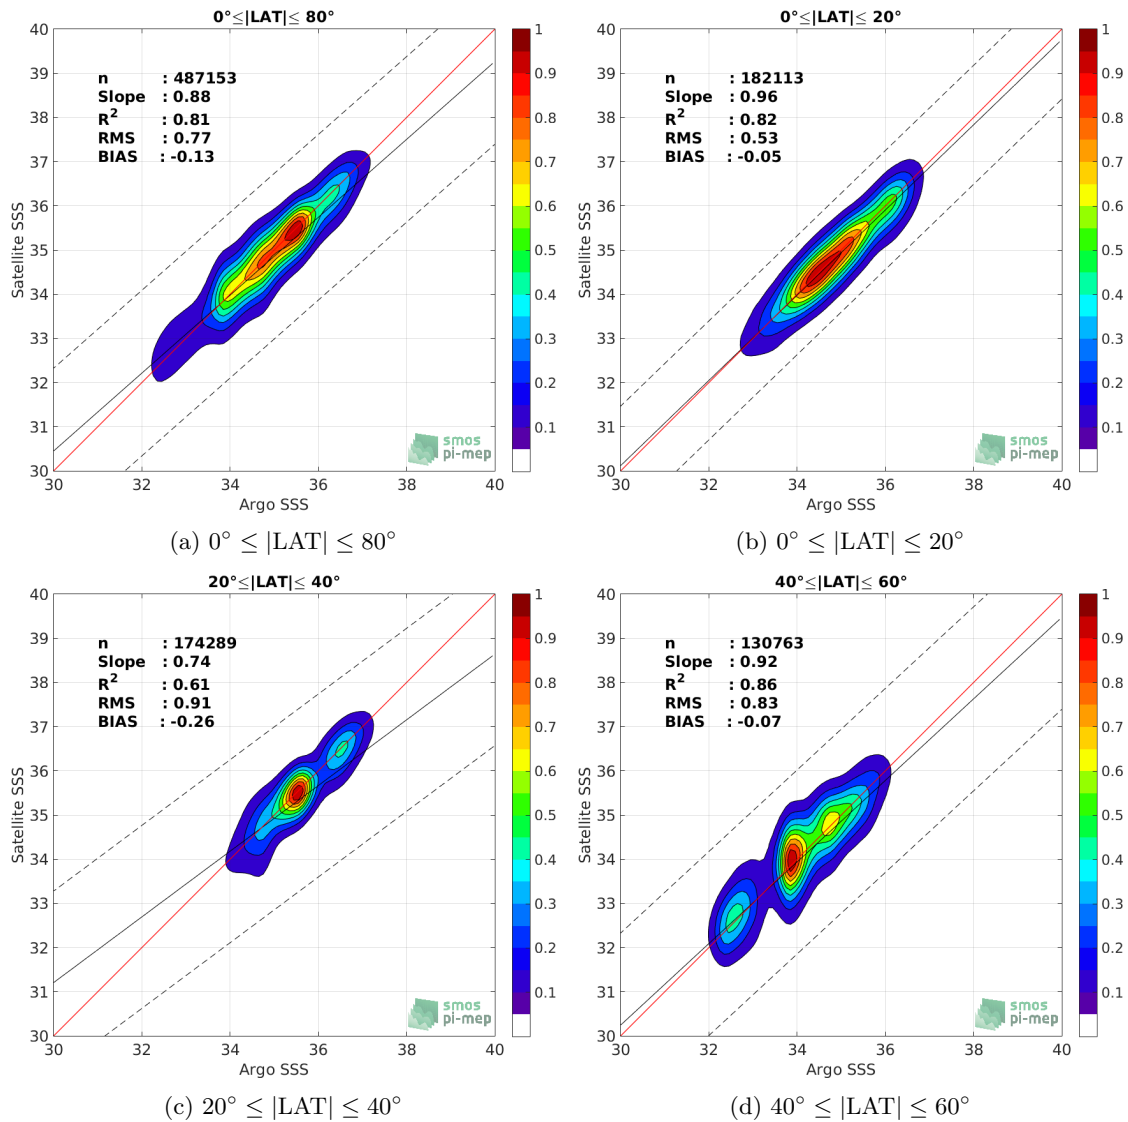 0°≤|LAT|≤ 80°
n : 487153
Slope : 0.88
R2 : 0.81
RMS : 0.77
BIAS : -0.13
Satellite SSS
40
39
38
37
36
35
34
33
32
31
30
30 32 34 36 38 40
Argo SSS
1
0.9
0.8
0.7
0.6
0.5
0.4
0.3
0.2
0.1
smos
pi-mep
(a) 0° ≤ |LAT| ≤ 80°
0°≤|LAT|≤ 20°
n : 182113
Slope : 0.96
R2 : 0.82
RMS : 0.53
BIAS : -0.05
Satellite SSS
40
39
38
37
36
35
34
33
32
31
30
30 32 34 36 38 40
Argo SSS
1
0.9
0.8
0.7
0.6
0.5
0.4
0.3
0.2
0.1
smos
pi-mep
(b) 0° ≤ |LAT| ≤ 20°
20°≤|LAT|≤ 40°
n : 174289
Slope : 0.74
R2 : 0.61
RMS : 0.91
BIAS : -0.26
Satellite SSS
40
39
38
37
36
35
34
33
32
31
30
30 32 34 36 38 40
Argo SSS
1
0.9
0.8
0.7
0.6
0.5
0.4
0.3
0.2
0.1
smos
pi-mep
(c) 20° ≤ |LAT| ≤ 40°
40°≤|LAT|≤ 60°
n : 130763
Slope : 0.92
R2 : 0.86
RMS : 0.83
BIAS : -0.07
Satellite SSS
40
39
38
37
36
35
34
33
32
31
30
30 32 34 36 38 40
Argo SSS
1
0.9
0.8
0.7
0.6
0.5
0.4
0.3
0.2
0.1
smos
pi-mep
(d) 40° ≤ |LAT| ≤ 60°